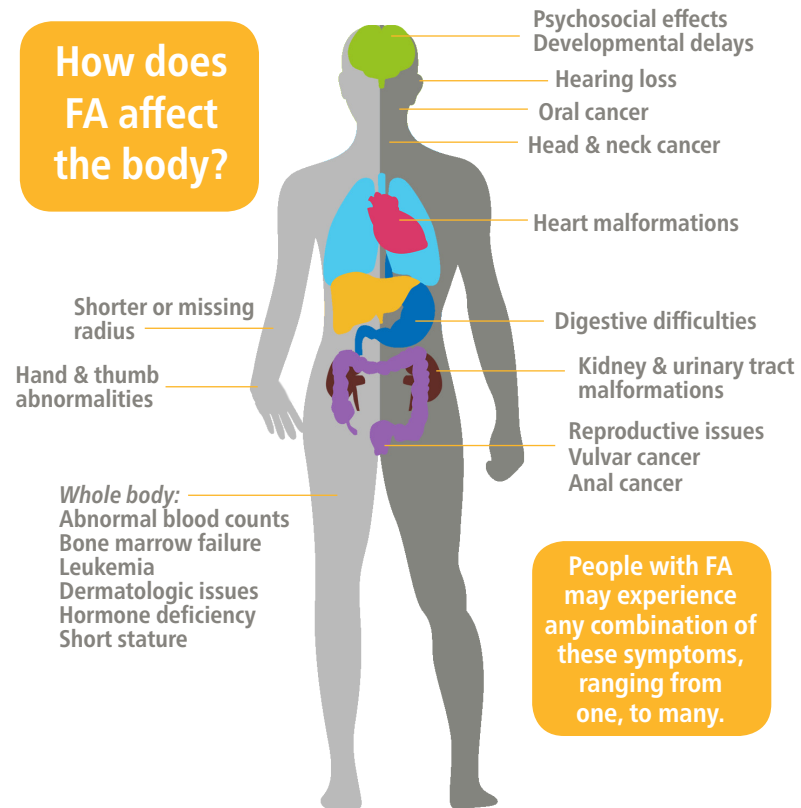 How does
FA affect
the body?
Psychosocial effects
Developmental delays
Hearing loss
Oral cancer
Head & neck cancer
Heart malformations
Shorter or missing
radius
Digestive difficulties
Hand & thumb
abnormalities
Kidney & urinary tract
malformations
Reproductive issues
Vulvar cancer
Anal cancer
Whole body:
Abnormal blood counts
Bone marrow failure
Leukemia
Dermatologic issues
Hormone deficiency
Short stature
People with FA
may experience
any combination of
these symptoms,
ranging from
one, to many.